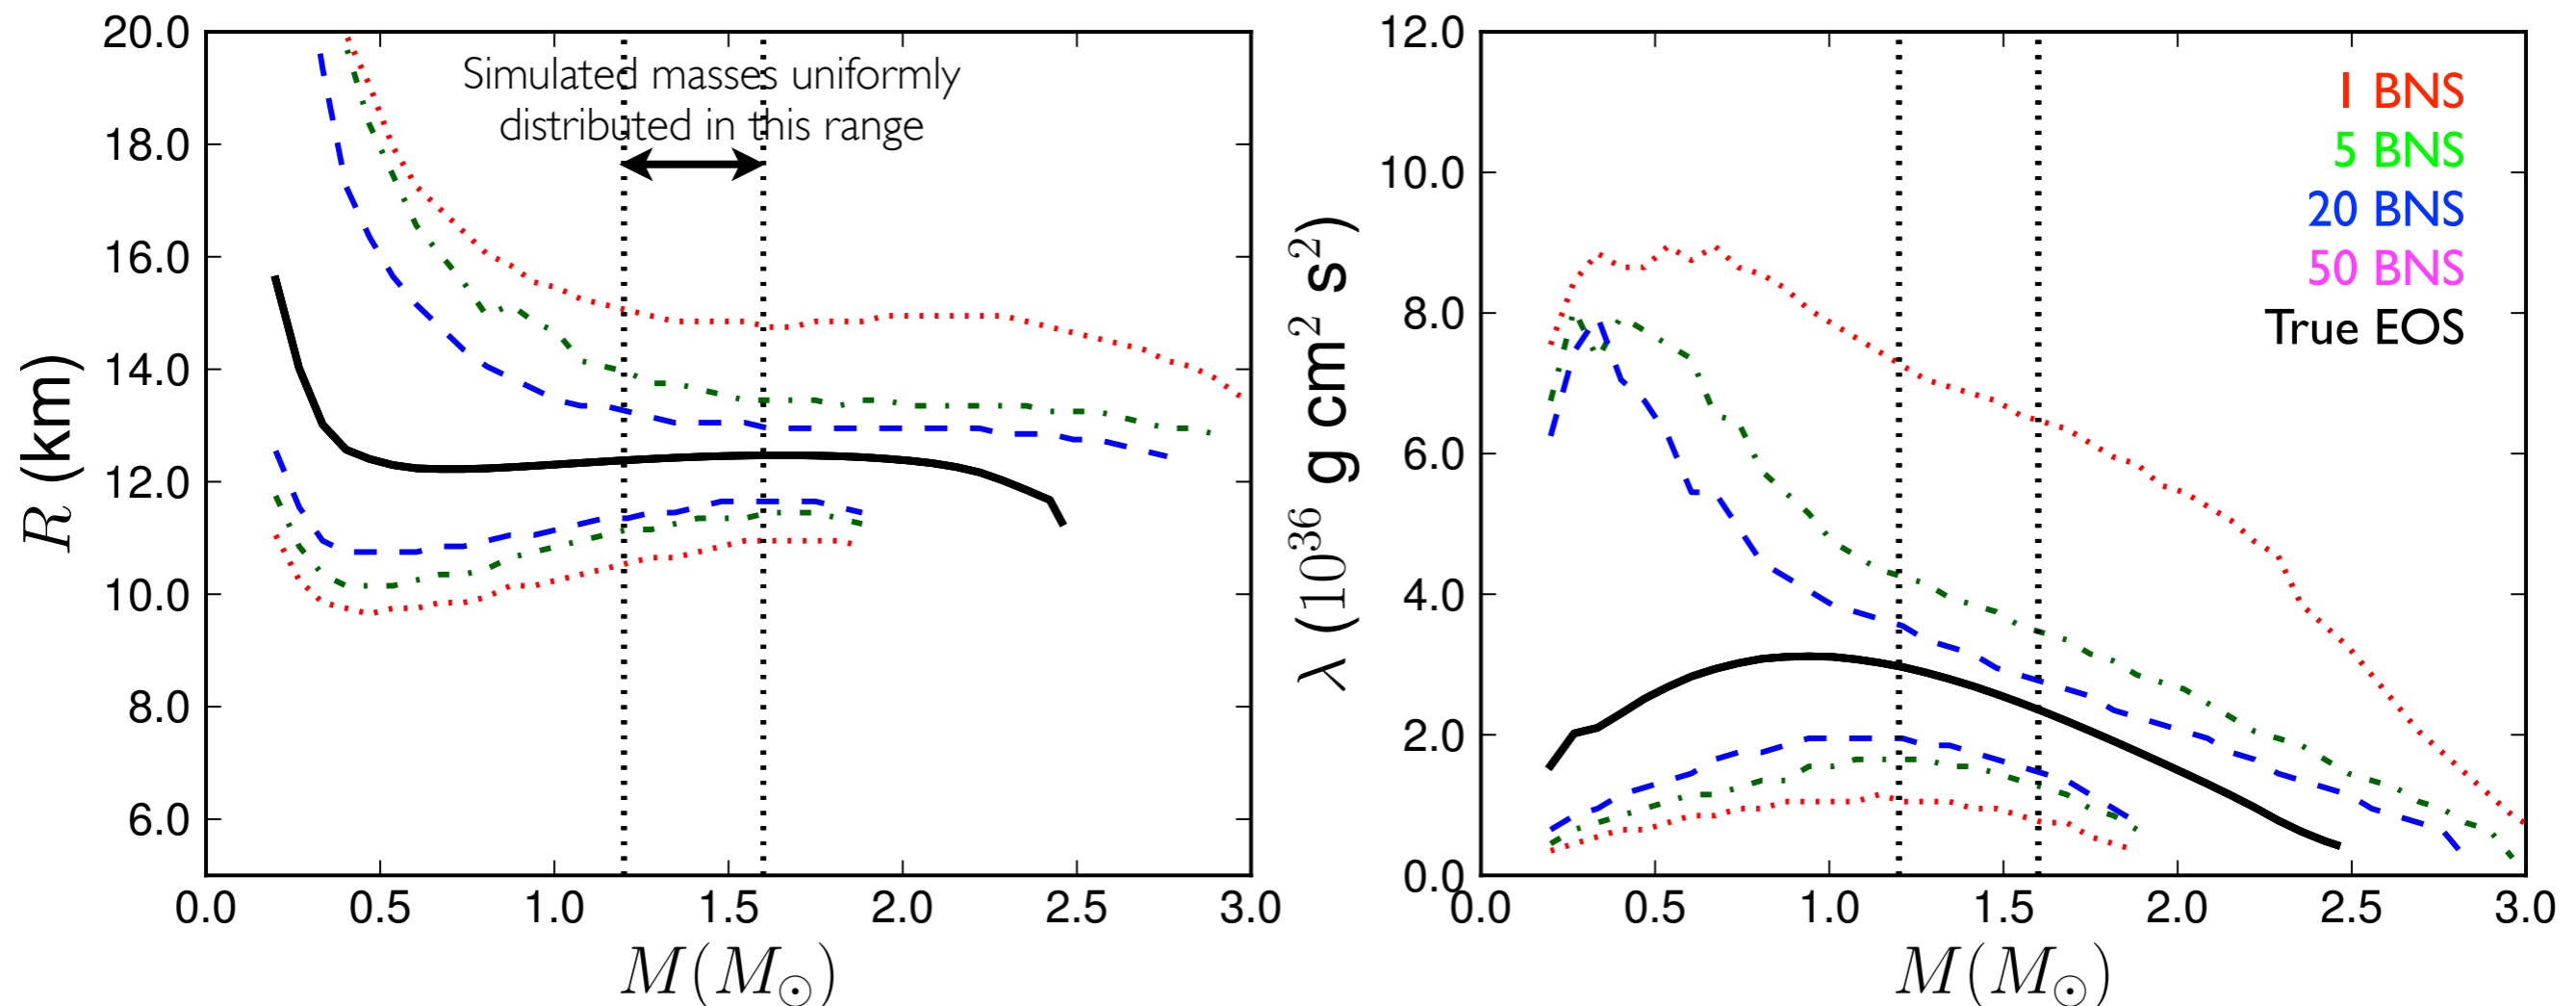 20.0
18.0
16.0
14.0
12.0
10.0
8.0
6.0
R (km)
Simulated masses uniformly
distributed in this range
0.0 0.5 1.0 1.5 2.0 2.5 3.0
M(M☉)
12.0
10.0
8.0
6.0
4.0
2.0
0.0
λ (10³⁶ g cm² s²)
1 BNS
5 BNS
20 BNS
50 BNS
True EOS
0.0 0.5 1.0 1.5 2.0 2.5 3.0
M(M☉)